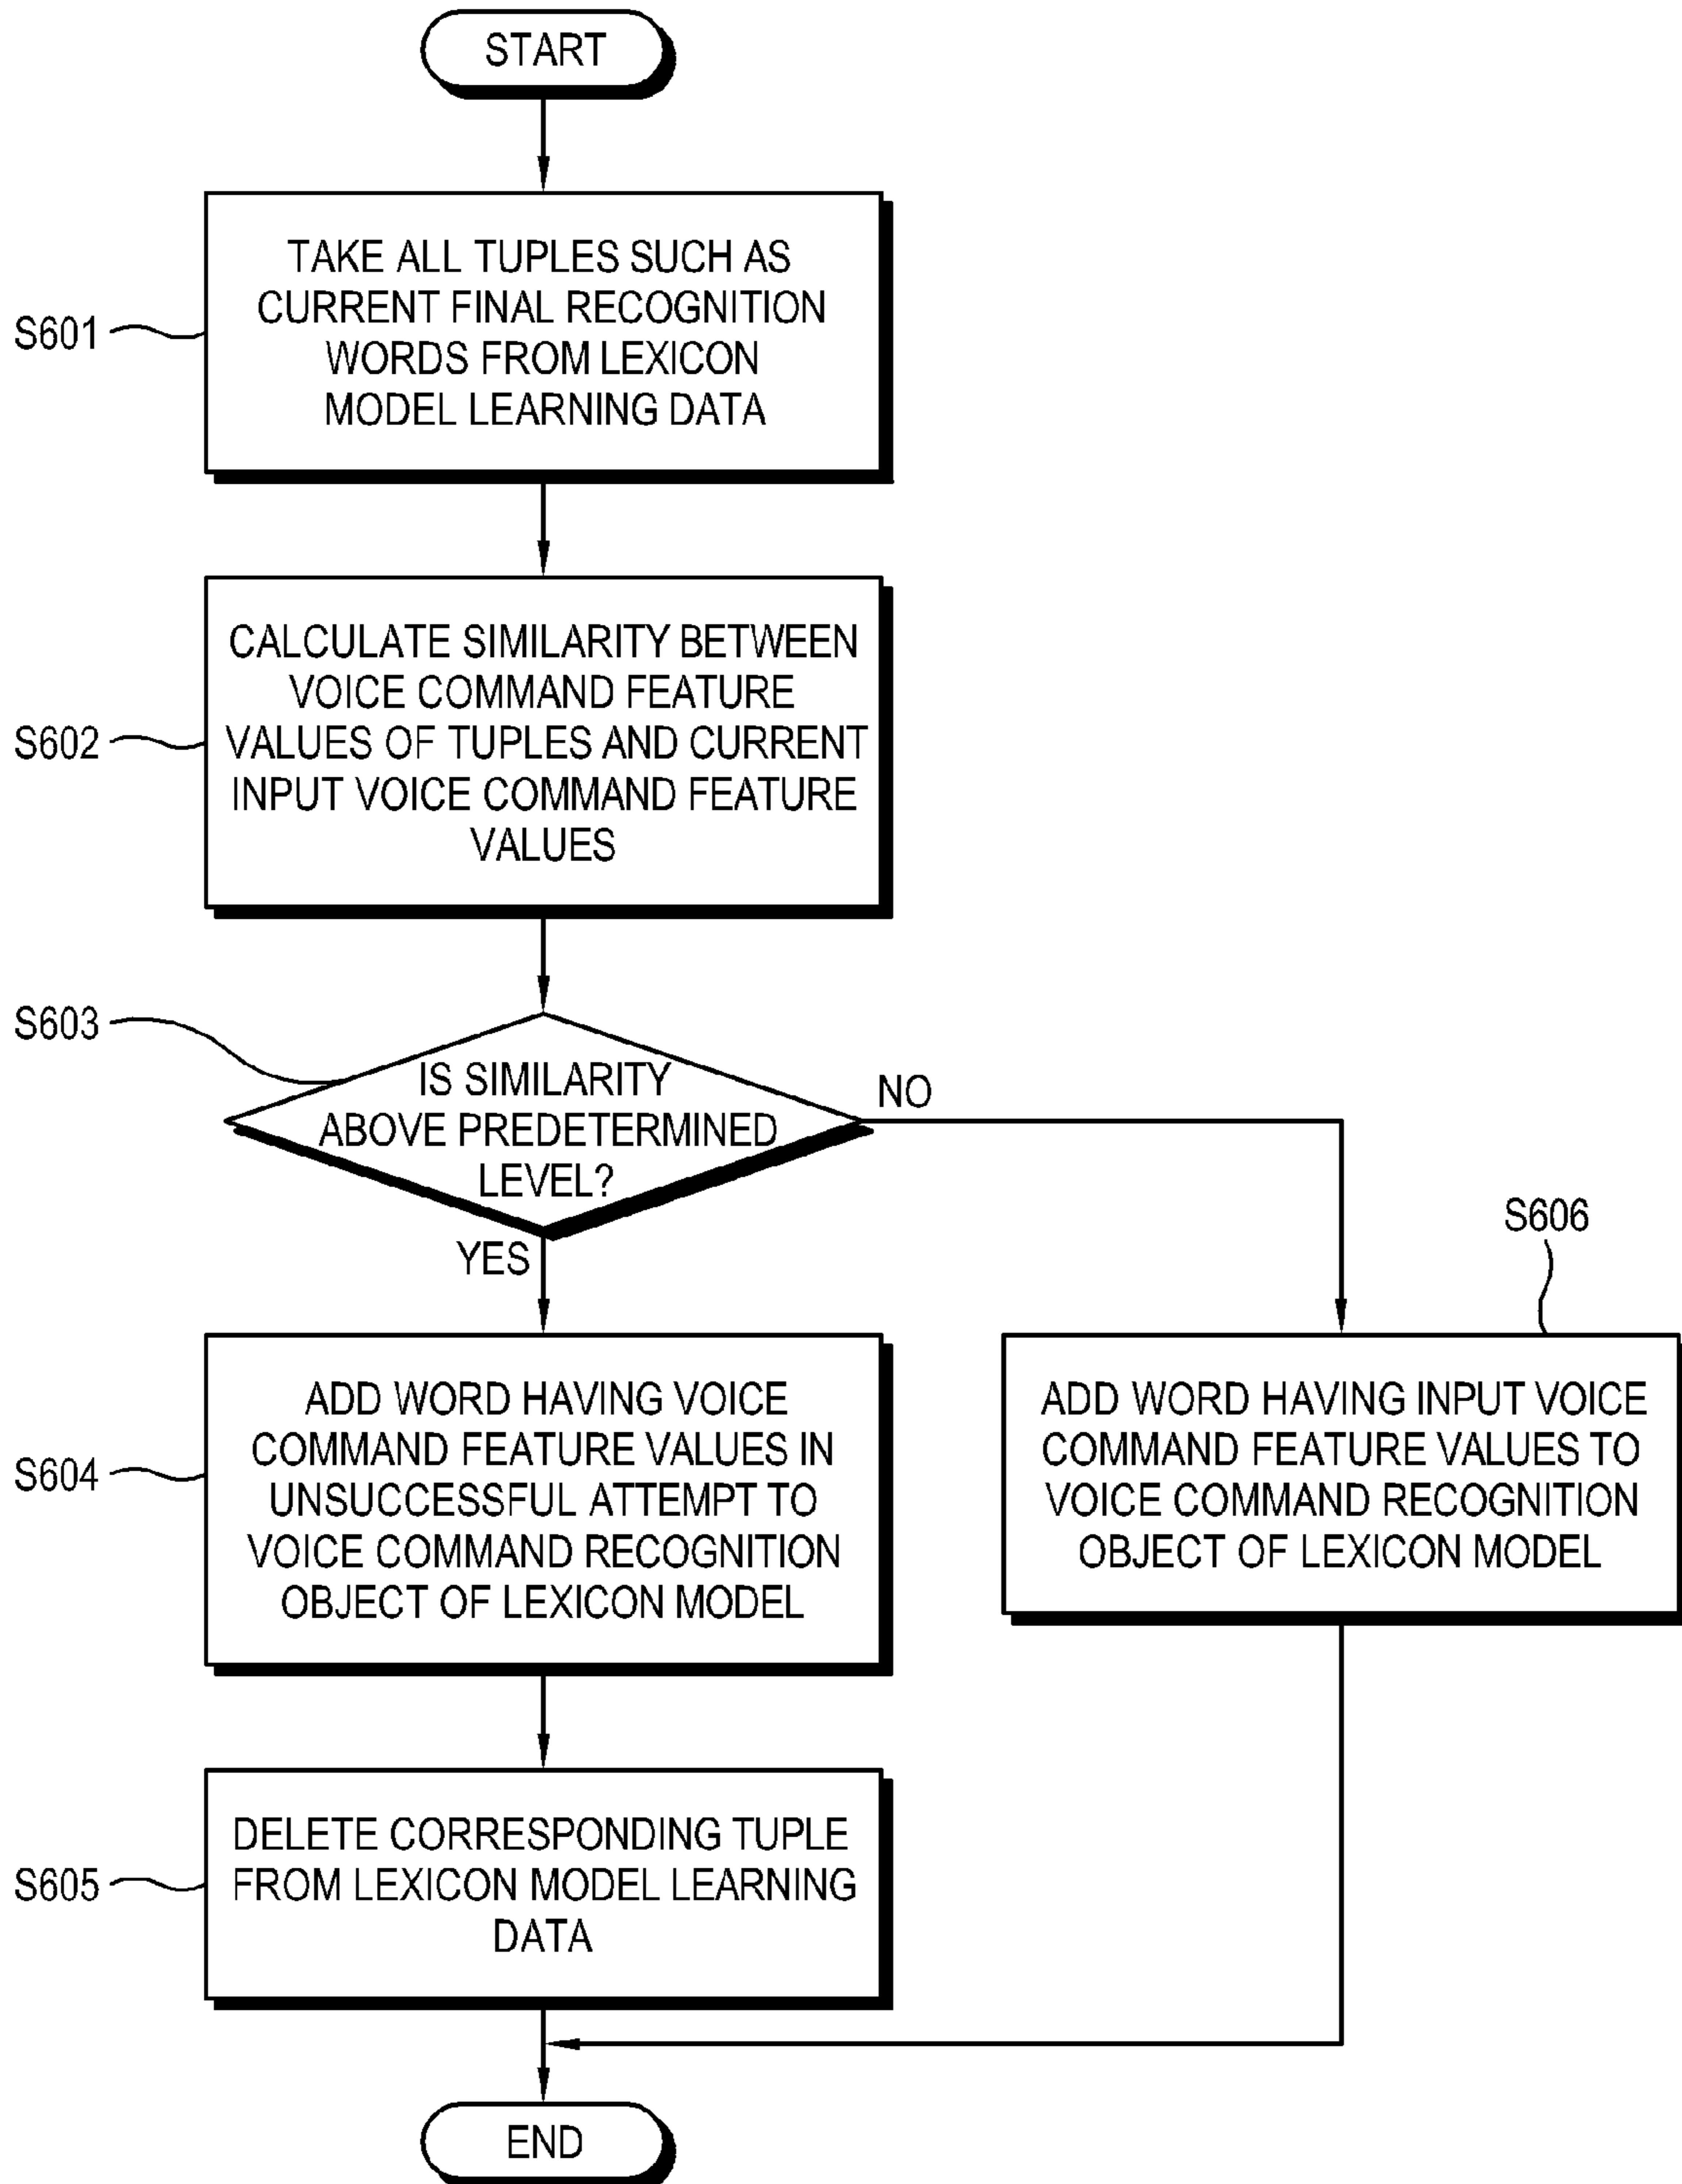 START
S601
TAKE ALL TUPLES SUCH AS
CURRENT FINAL RECOGNITION
WORDS FROM LEXICON
MODEL LEARNING DATA
S602
CALCULATE SIMILARITY BETWEEN
VOICE COMMAND FEATURE
VALUES OF TUPLES AND CURRENT
INPUT VOICE COMMAND FEATURE
VALUES
S603
IS SIMILARITY
ABOVE PREDETERMINED
LEVEL?
NO
YES
S604
ADD WORD HAVING VOICE
COMMAND FEATURE VALUES IN
UNSUCCESSFUL ATTEMPT TO
VOICE COMMAND RECOGNITION
OBJECT OF LEXICON MODEL
S606
ADD WORD HAVING INPUT VOICE
COMMAND FEATURE VALUES TO
VOICE COMMAND RECOGNITION
OBJECT OF LEXICON MODEL
S605
DELETE CORRESPONDING TUPLE
FROM LEXICON MODEL LEARNING
DATA
END